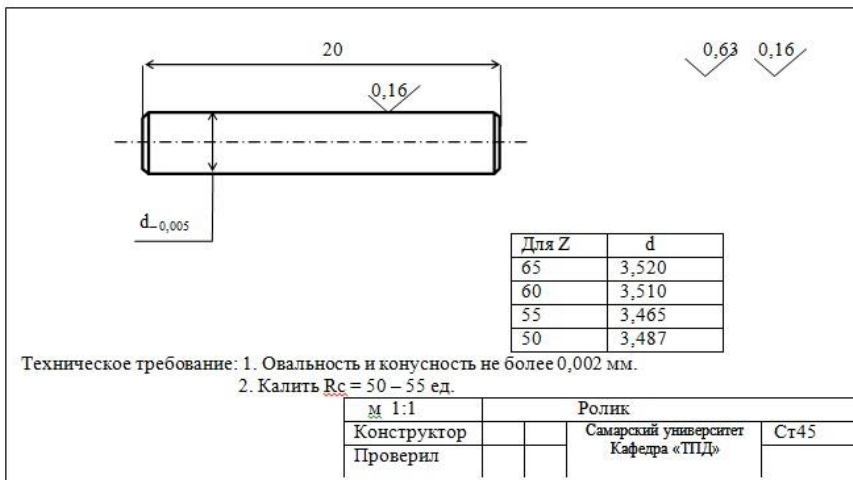 20
0,63 0,16
0,16
d–0,005
Для Z d
65 3,520
60 3,510
55 3,465
50 3,487
Техническое требование: 1. Овальность и конусность не более 0,002 мм.
2. Калить Rc = 50 – 55 ед.
м 1:1 Ролик
Конструктор Самарский университет Ст45
Кафедра «ТПД»
Проверил